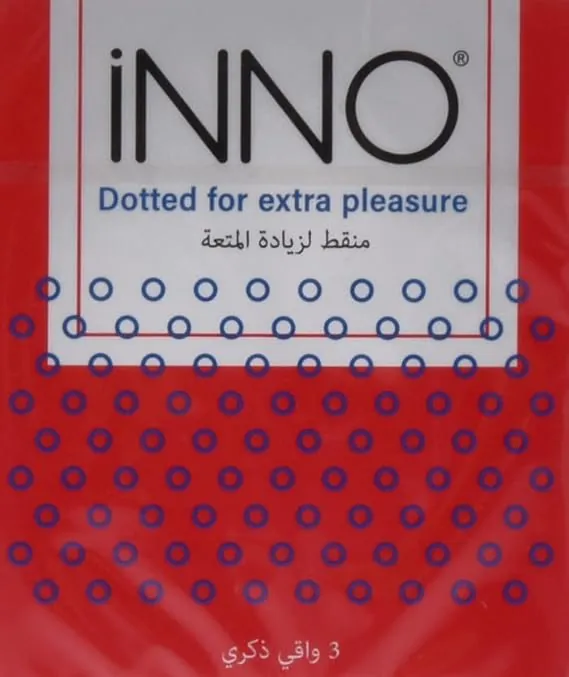 iNNO®
Dotted for extra pleasure
منقط لزيادة المتعة
3 واقي ذكري